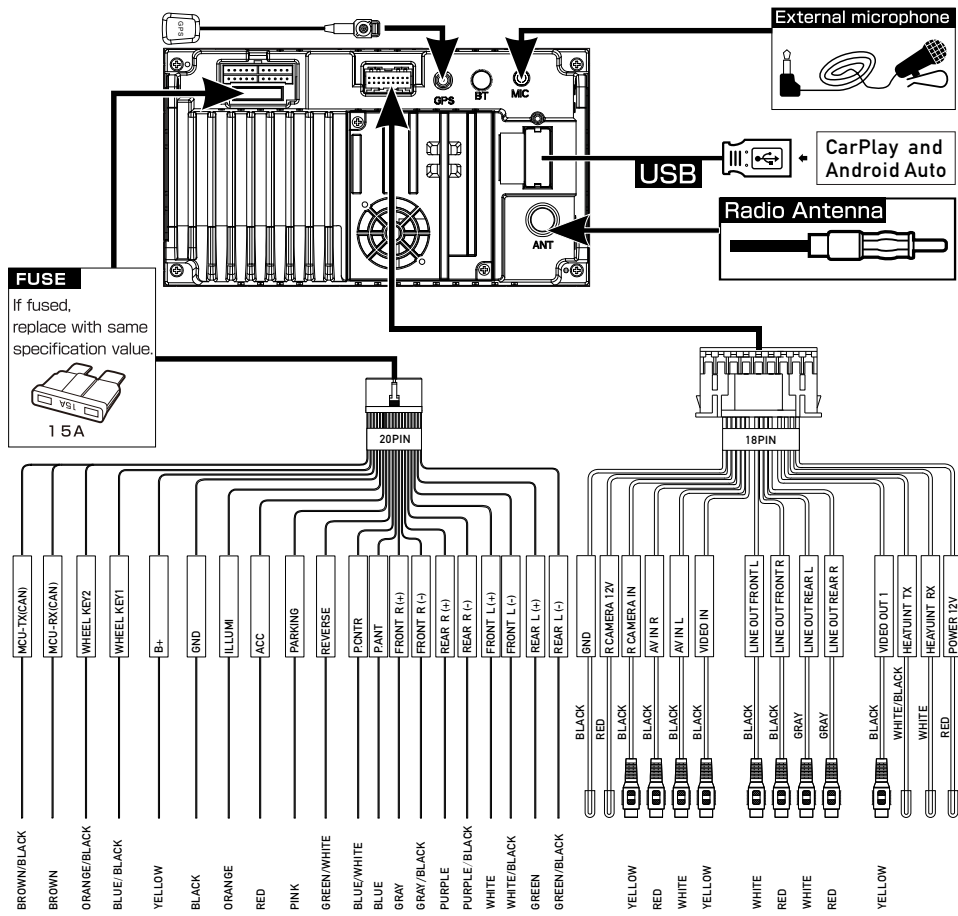 GPS
External microphone
GPS
BT
MIC
USB
CarPlay and
Android Auto
Radio Antenna
ANT
FUSE
If fused,
replace with same
specification value.
15A
15A
20PIN
18PIN
MCU-TX(CAN)
MCU-RX(CAN)
WHEEL KEY2
WHEEL KEY1
B+
GND
ILLUMI
ACC
PARKING
REVERSE
P.CNTR
P.ANT
FRONT R (+)
FRONT R (-)
REAR R (+)
REAR R (-)
FRONT L (+)
FRONT L (-)
REAR L (+)
REAR L (-)
GND
R CAMERA 12V
R CAMERA IN
AV IN R
AV IN L
VIDEO IN
LINE OUT FRONT L
LINE OUT FRONT R
LINE OUT REAR L
LINE OUT REAR R
VIDEO OUT 1
HEATUINT TX
HEAYUINT RX
POWER 12V
BLACK
RED
BLACK
BLACK
BLACK
BLACK
BLACK
BLACK
GRAY
GRAY
BLACK
WHITE/BLACK
WHITE
RED
BROWN/BLACK
BROWN
ORANGE/BLACK
BLUE/ BLACK
YELLOW
BLACK
ORANGE
RED
PINK
GREEN/WHITE
BLUE/WHITE
BLUE
GRAY
GRAY/BLACK
PURPLE
PURPLE/BLACK
WHITE
WHITE/BLACK
GREEN
GREEN/BLACK
YELLOW
RED
WHITE
YELLOW
WHITE
RED
WHITE
RED
YELLOW